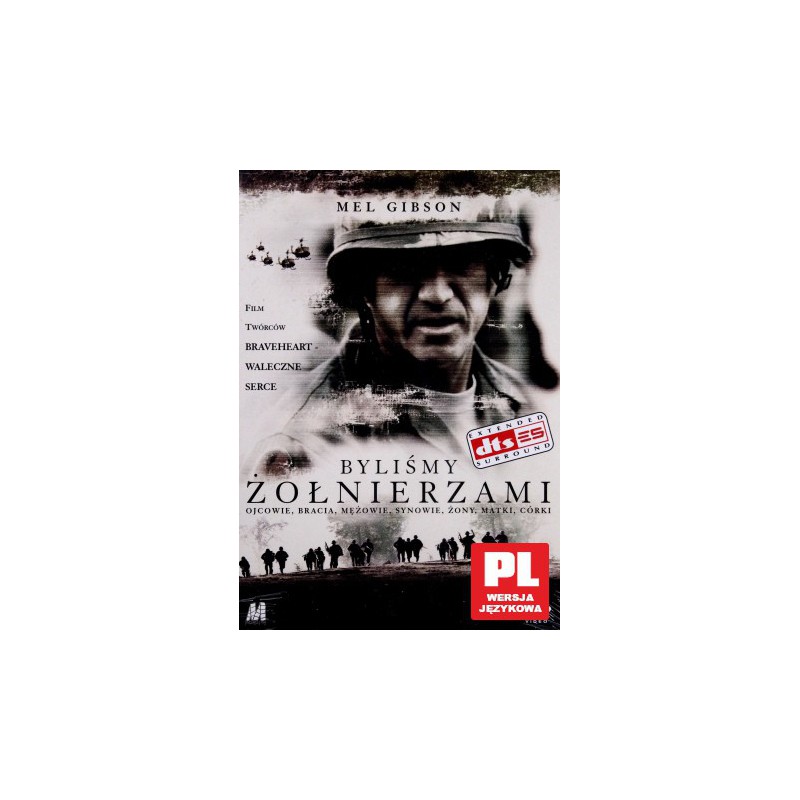 MEL GIBSON
FILM
TWÓRCÓW
BRAVEHEART -
WALECZNE
SERCE
EXTENDED
dts ES
SURROUND
BYLIŚMY
ŻOŁNIERZAMI
OJCOWIE, BRACIA, MĘŻOWIE, SYNOWIE, ŻONY, MATKI, CÓRKI
PL
WERSJA
JĘZYKOWA
VIDEO